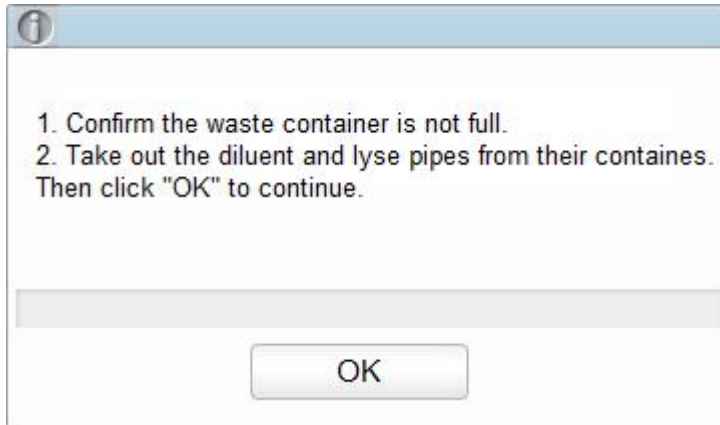 1. Confirm the waste container is not full.
2. Take out the diluent and lyse pipes from their containes.
Then click "OK" to continue.
OK